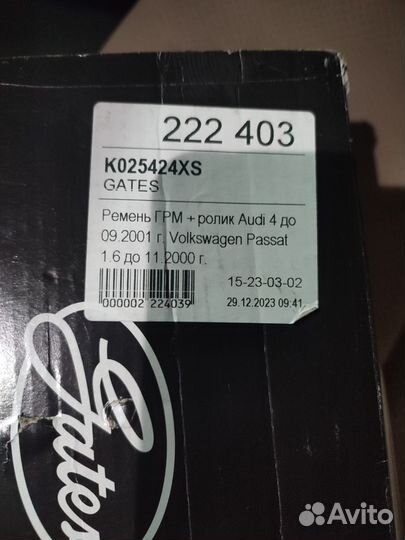 222 403
K025424XS
GATES
Ремень ГРМ + ролик Audi 4 до
09.2001 г. Volkswagen Passat
1.6 до 11.2000 г.
15-23-03-02
000002 224039
29.12.2023 09:41
Gates
Avito